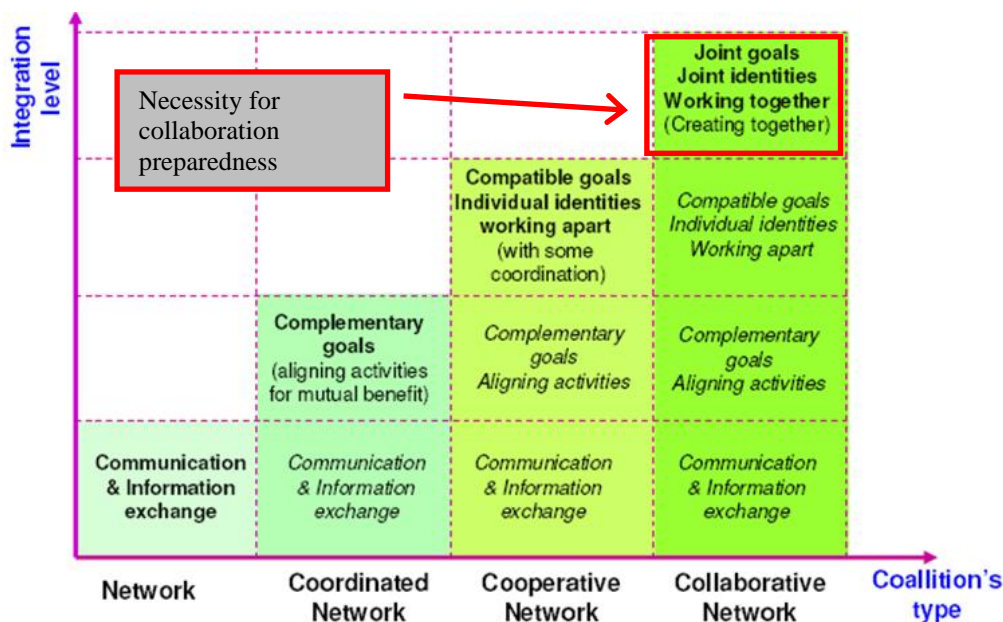 Integration
level
Necessity for
collaboration
preparedness
Joint goals
Joint identities
Working together
(Creating together)
Compatible goals
Individual identities
working apart
(with some
coordination)
Compatible goals
Individual identities
Working apart
Complementary
goals
(aligning activities
for mutual benefit)
Complementary
goals
Aligning activities
Complementary
goals
Aligning activities
Communication
& Information
exchange
Communication
& Information
exchange
Communication
& Information
exchange
Communication
& Information
exchange
Network
Coordinated
Network
Cooperative
Network
Collaborative
Network
Coallition's
type